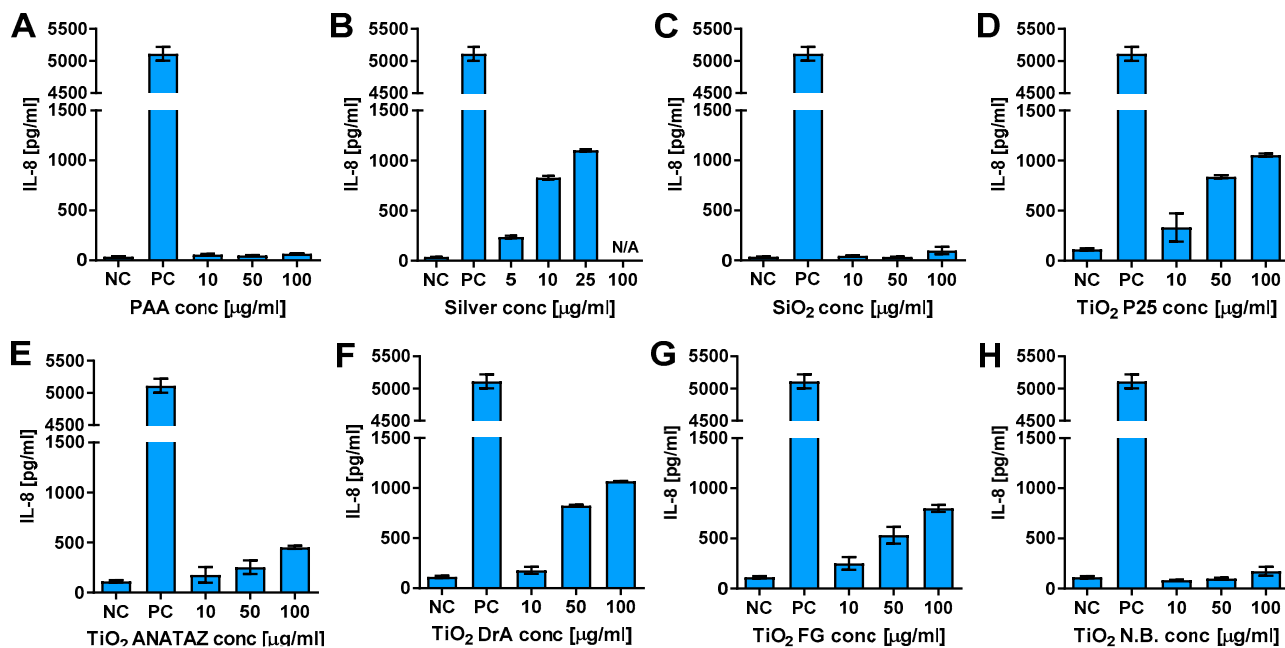 A
5500
5000
4500
1500
1000
500
0
IL-8 [pg/ml]
NC PC 10 50 100
PAA conc [µg/ml]
B
5500
5000
4500
1500
1000
500
0
IL-8 [pg/ml]
N/A
NC PC 5 10 25 100
Silver conc [µg/ml]
C
5500
5000
4500
1500
1000
500
0
IL-8 [pg/ml]
NC PC 10 50 100
SiO₂ conc [µg/ml]
D
5500
5000
4500
1500
1000
500
0
IL-8 [pg/ml]
NC PC 10 50 100
TiO₂ P25 conc [µg/ml]
E
5500
5000
4500
1500
1000
500
0
IL-8 [pg/ml]
NC PC 10 50 100
TiO₂ ANATAZ conc [µg/ml]
F
5500
5000
4500
1500
1000
500
0
IL-8 [pg/ml]
NC PC 10 50 100
TiO₂ DrA conc [µg/ml]
G
5500
5000
4500
1500
1000
500
0
IL-8 [pg/ml]
NC PC 10 50 100
TiO₂ FG conc [µg/ml]
H
5500
5000
4500
1500
1000
500
0
IL-8 [pg/ml]
NC PC 10 50 100
TiO₂ N.B. conc [µg/ml]